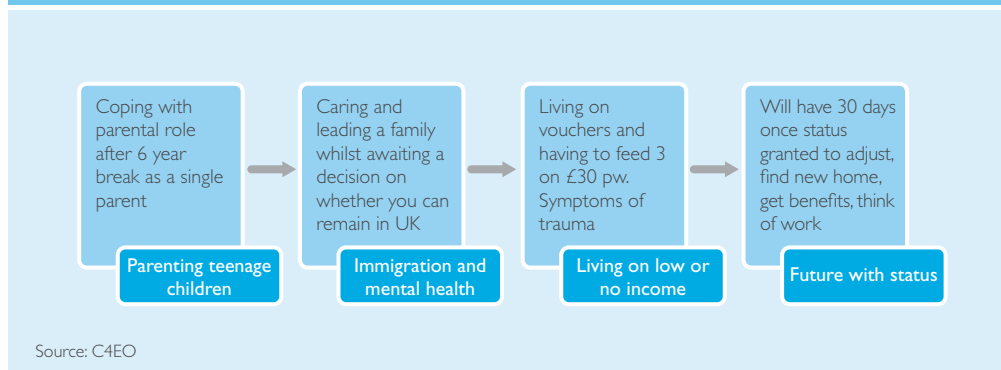 Coping with
parental role
after 6 year
break as a single
parent
Parenting teenage
children
Caring and
leading a family
whilst awaiting a
decision on
whether you can
remain in UK
Immigration and
mental health
Living on
vouchers and
having to feed 3
on £30 pw.
Symptoms of
trauma
Living on low or
no income
Will have 30 days
once status
granted to adjust,
find new home,
get benefits, think
of work
Future with status
Source: C4EO